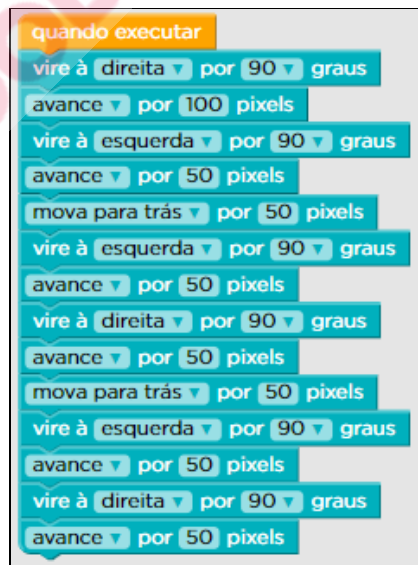 quando executar
vire à direita por 90 graus
avance por 100 pixels
vire à esquerda por 90 graus
avance por 50 pixels
mova para trás por 50 pixels
vire à esquerda por 90 graus
avance por 50 pixels
vire à direita por 90 graus
avance por 50 pixels
mova para trás por 50 pixels
vire à esquerda por 90 graus
avance por 50 pixels
vire à direita por 90 graus
avance por 50 pixels